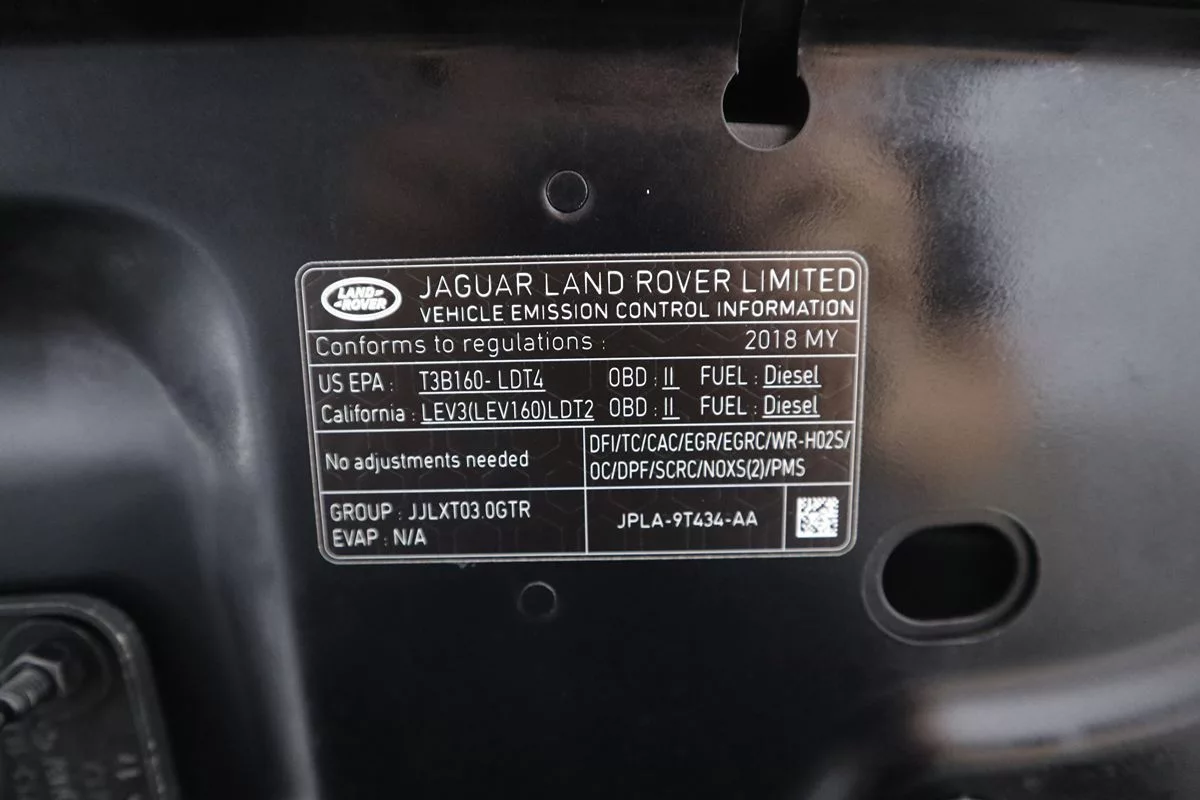 LAND ROVER
JAGUAR LAND ROVER LIMITED
VEHICLE EMISSION CONTROL INFORMATION
Conforms to regulations : 2018 MY
US EPA : T3B160- LDT4 OBD : II FUEL : Diesel
California : LEV3(LEV160)LDT2 OBD : II FUEL : Diesel
No adjustments needed
DFI/TC/CAC/EGR/EGRC/WR-H02S/
OC/DPF/SCRC/NOXS(2)/PMS
GROUP : JJLXT03.0GTR
EVAP : N/A
JPLA-9T434-AA